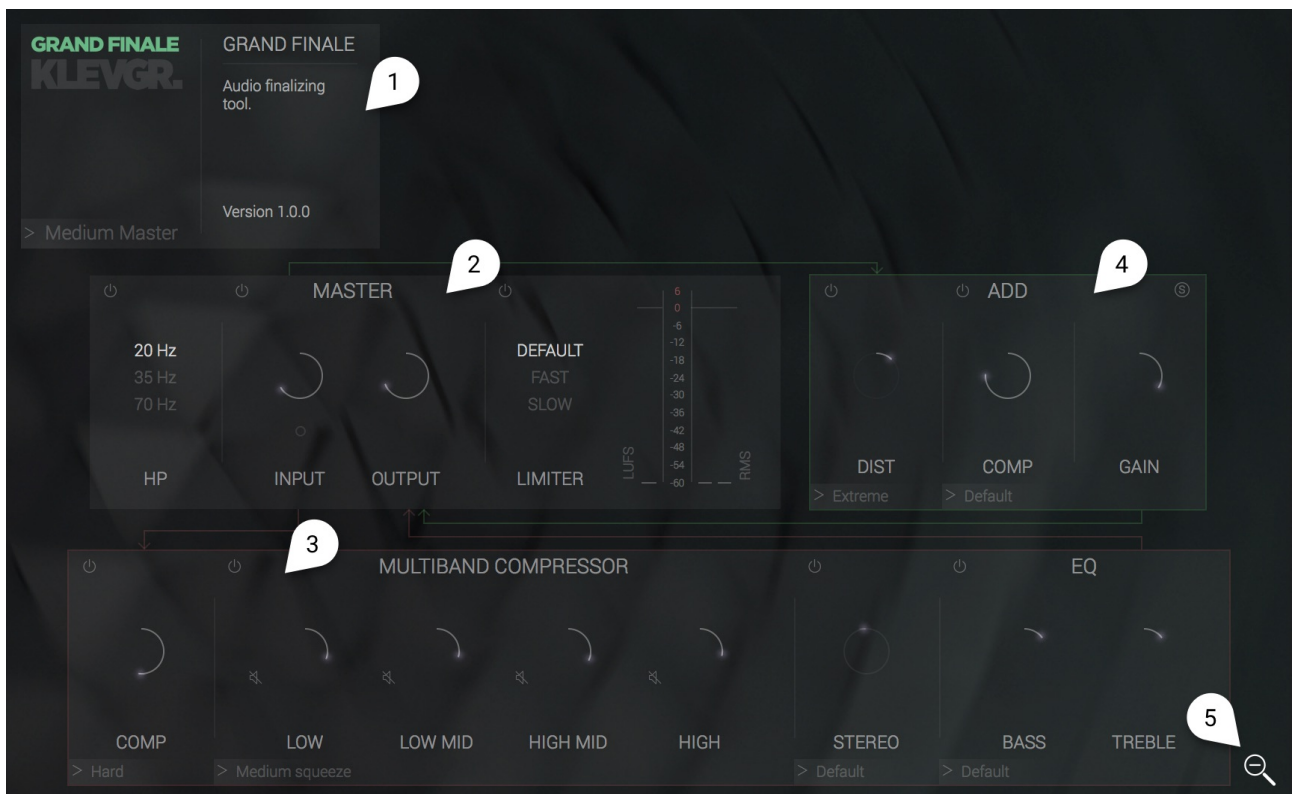 GRAND FINALE
KLEVGR.
GRAND FINALE
Audio finalizing
tool.
Version 1.0.0
> Medium Master
1
2
MASTER
20 Hz
35 Hz
70 Hz
HP
INPUT
OUTPUT
DEFAULT
FAST
SLOW
LIMITER
6
0
-6
-12
-18
-24
-30
-36
-42
-48
-54
-60
LUFS
RMS
4
ADD
S
DIST
COMP
GAIN
> Extreme
> Default
3
MULTIBAND COMPRESSOR
EQ
COMP
LOW
LOW MID
HIGH MID
HIGH
STEREO
BASS
TREBLE
> Hard
> Medium squeeze
> Default
> Default
5